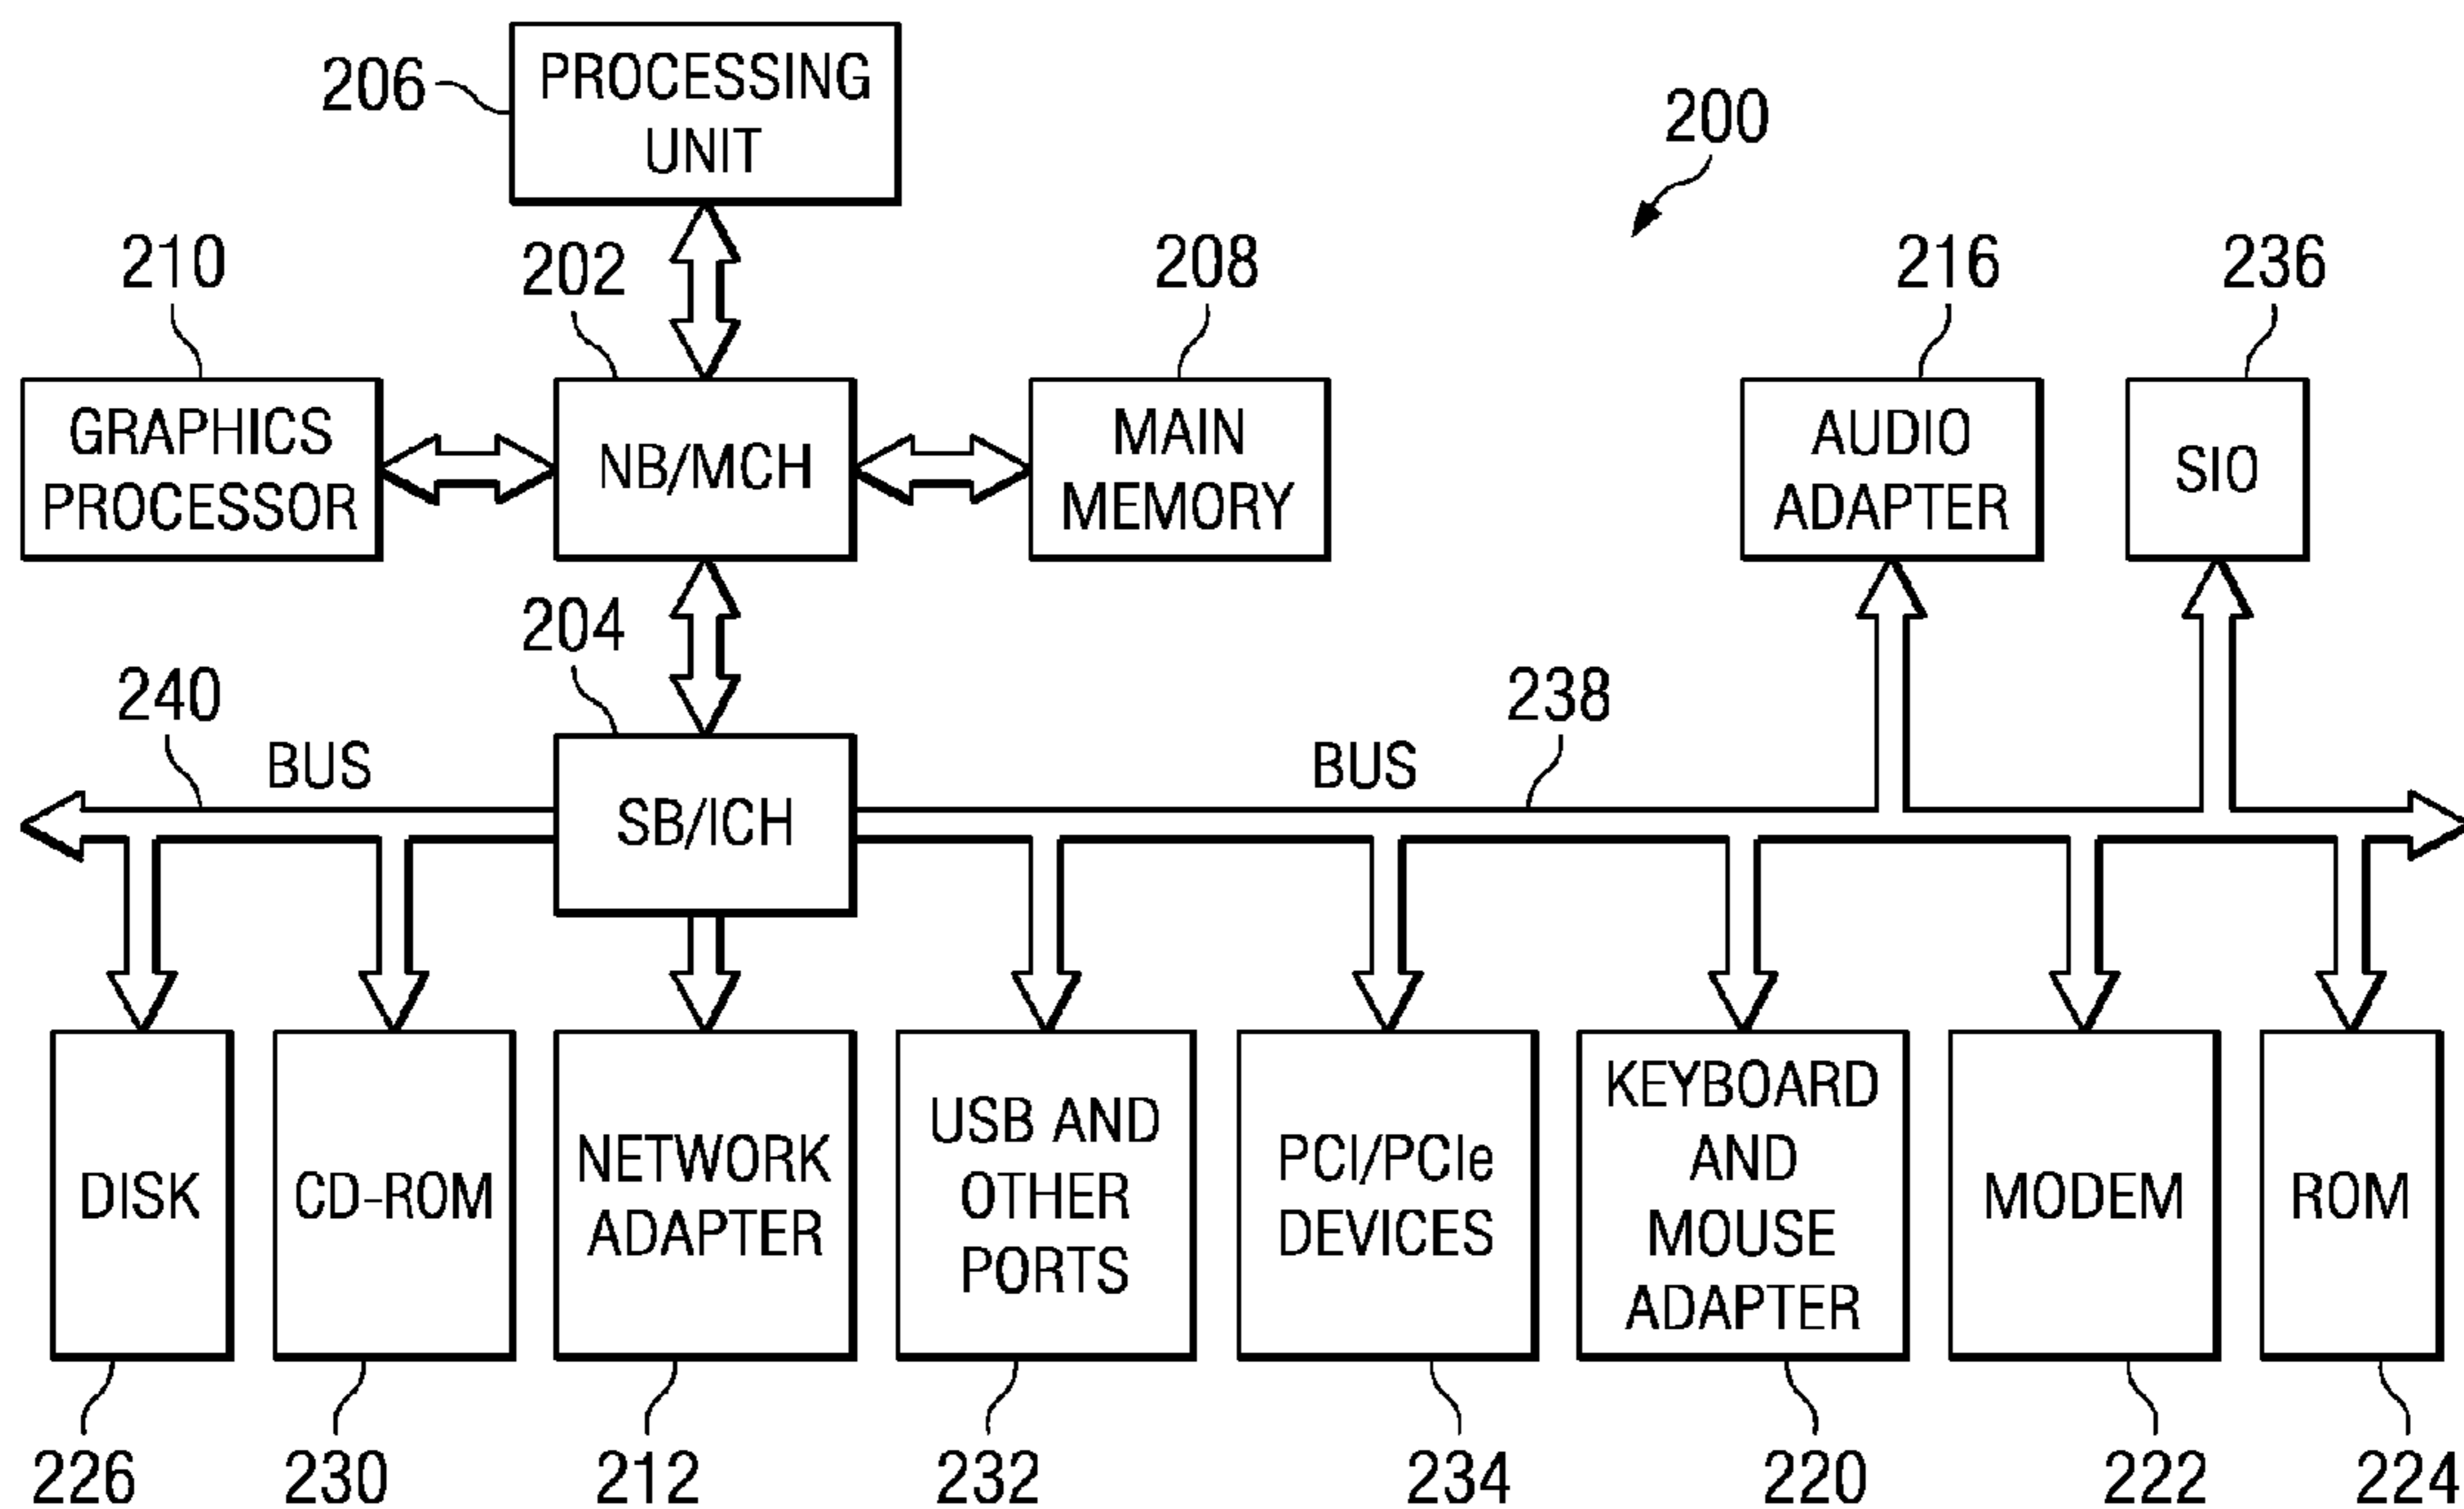 206
PROCESSING
UNIT
200
210
202
208
216
236
GRAPHICS
PROCESSOR
NB/MCH
MAIN
MEMORY
AUDIO
ADAPTER
SIO
204
240
BUS
SB/ICH
BUS
238
DISK
CD-ROM
NETWORK
ADAPTER
USB AND
OTHER
PORTS
PCI/PCIe
DEVICES
KEYBOARD
AND
MOUSE
ADAPTER
MODEM
ROM
226
230
212
232
234
220
222
224